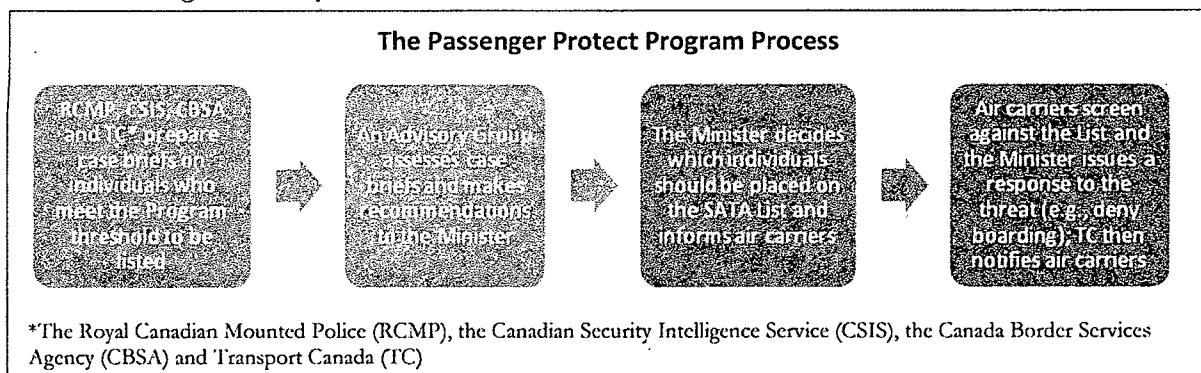 The Passenger Protect Program Process
RCMP, CSIS, CBSA
and TC* prepare
case briefs on
individuals who
meet the Program
threshold to be
listed
An Advisory Group
assesses case
briefs and makes
recommendations
to the Minister
The Minister decides
which individuals
should be placed on
the SATA List and
informs air carriers
Air carriers screen
against the List and
the Minister issues a
response to the
threat (e.g., deny
boarding); TC then
notifies air carriers
*The Royal Canadian Mounted Police (RCMP), the Canadian Security Intelligence Service (CSIS), the Canada Border Services
Agency (CBSA) and Transport Canada (TC)